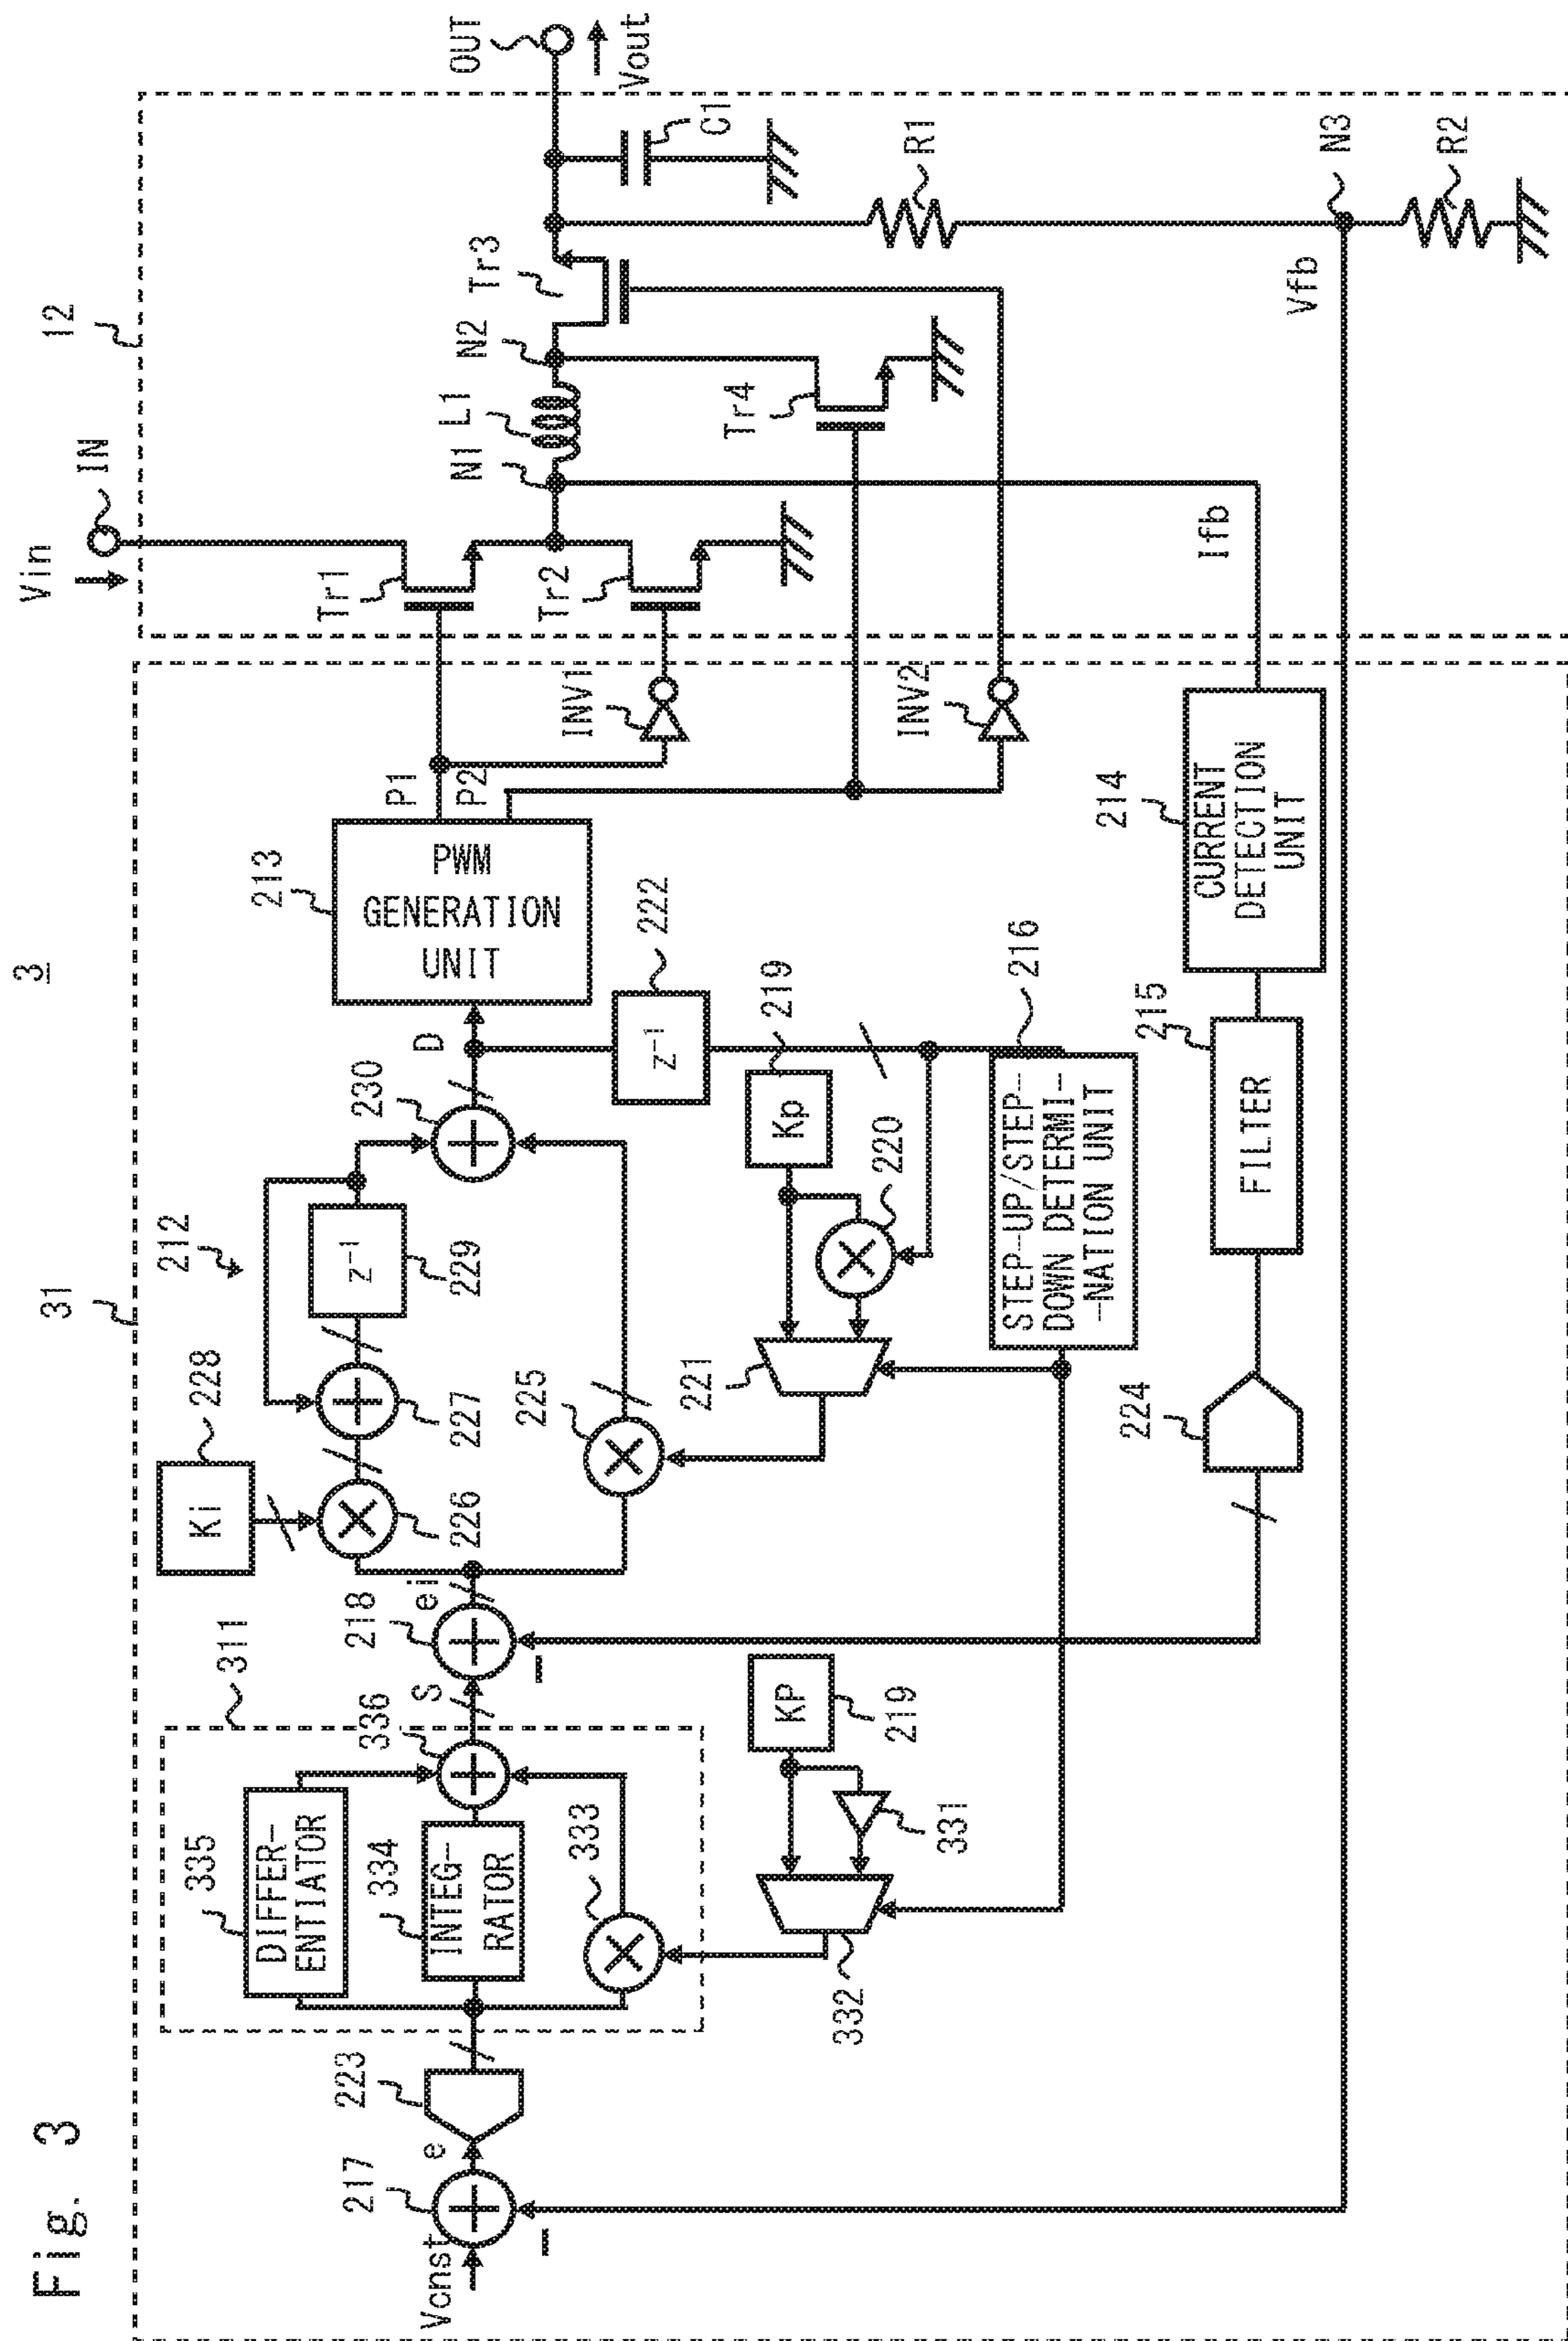 Fig. 3
3
31
12
Vcnst
217
e
223
311
335
DIFFER-
ENTIATOR
334
INTEG-
RATOR
333
336
S
218
ei
Ki
228
226
227
212
z⁻¹
229
230
D
225
213
PWM
GENERATION
UNIT
P1
P2
222
z⁻¹
Kp
219
220
221
KP
219
331
332
216
STEP-UP/STEP-
DOWN DETERMI-
-NATION UNIT
224
215
FILTER
214
CURRENT
DETECTION
UNIT
INV1
INV2
Vin
IN
Tr1
Tr2
N1
L1
N2
Tr3
Tr4
OUT
Vout
C1
R1
N3
R2
Ifb
Vfb